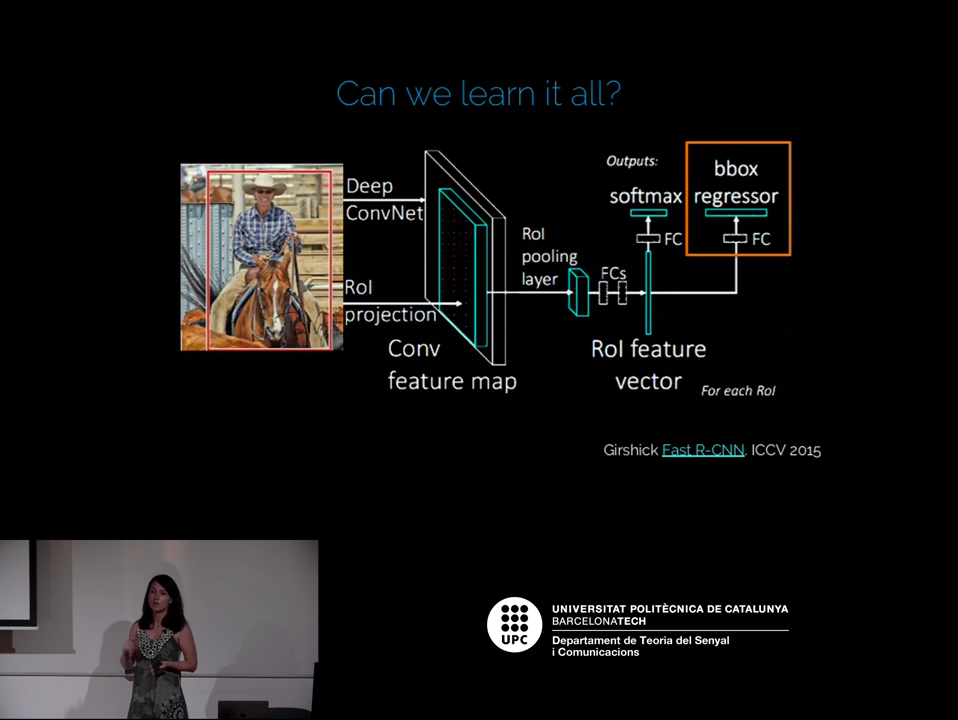 Can we learn it all?
Deep
ConvNet
RoI
projection
Conv
feature map
RoI
pooling
layer
FCs
Outputs:
softmax
FC
bbox
regressor
FC
RoI feature
vector
For each RoI
Girshick Fast R-CNN. ICCV 2015
UPC
UNIVERSITAT POLITÈCNICA DE CATALUNYA
BARCELONATECH
Departament de Teoria del Senyal
i Comunicacions